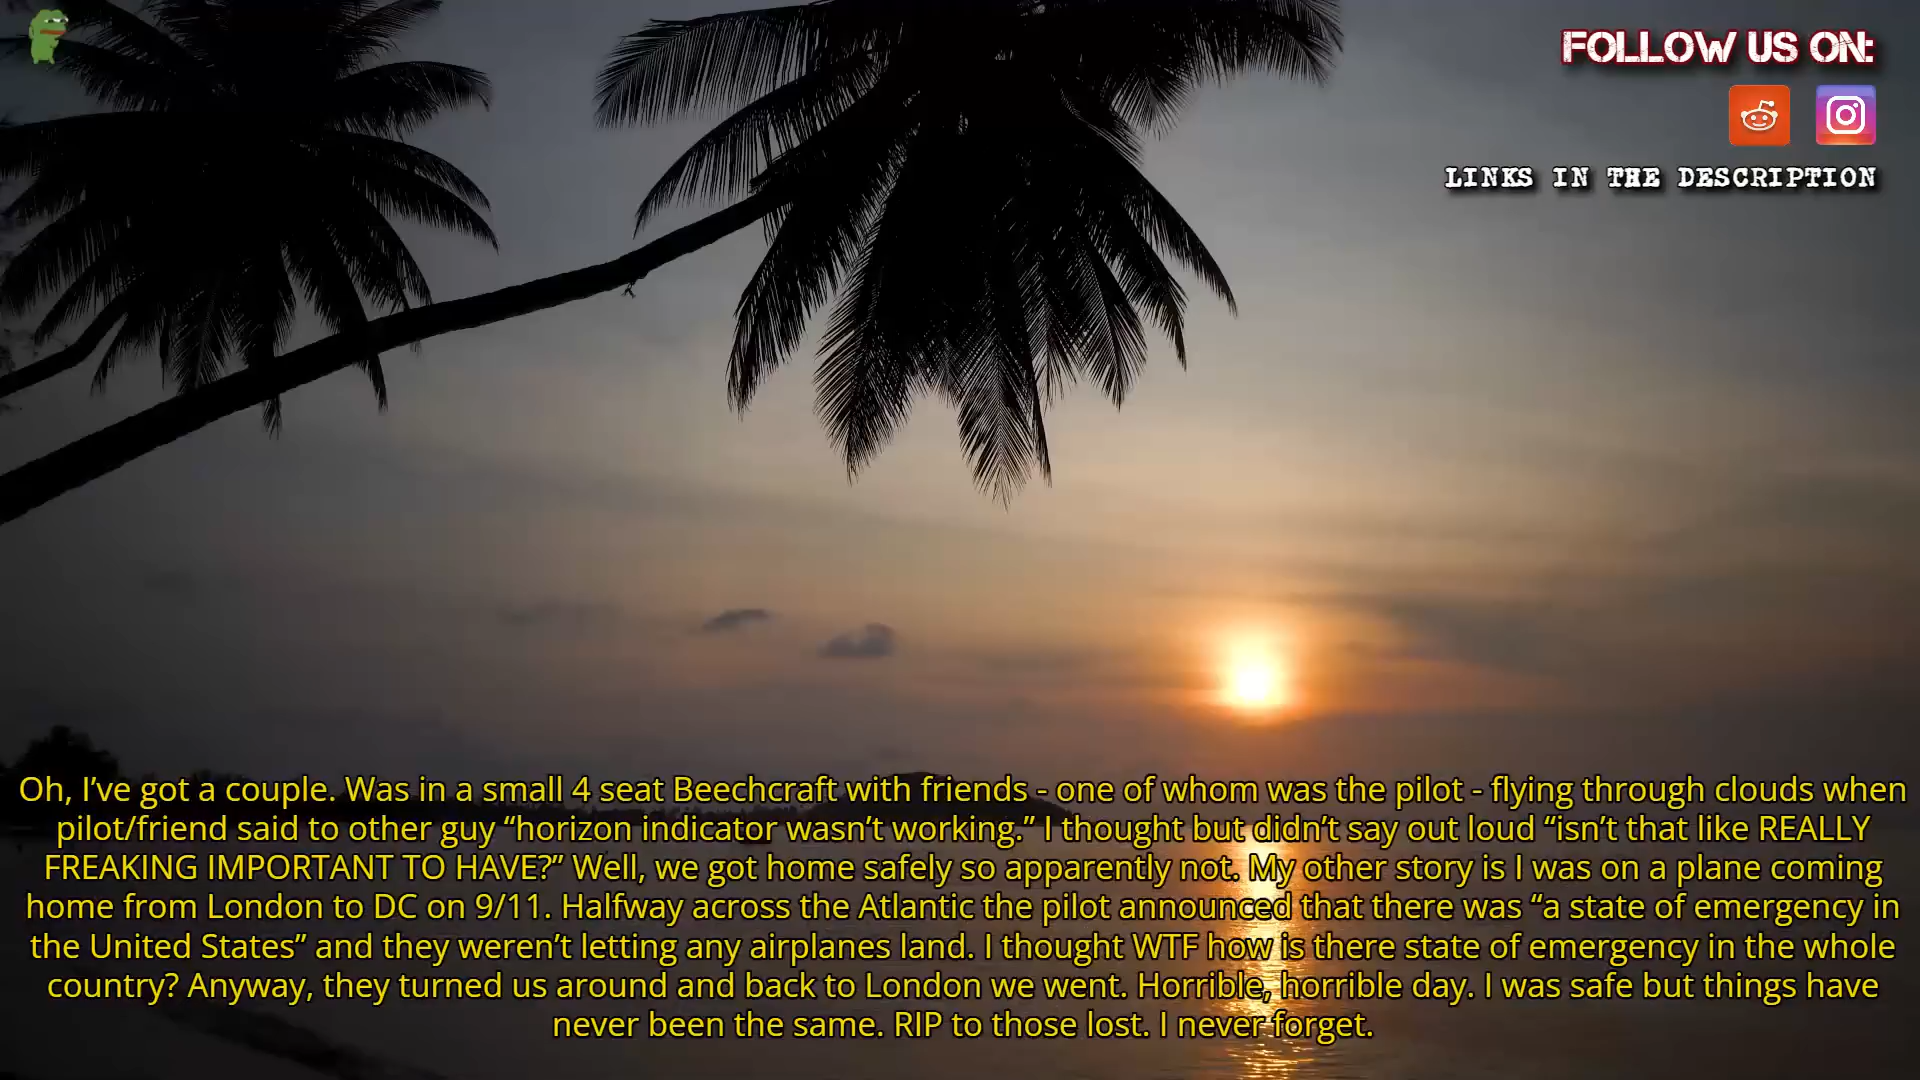 FOLLOW US ON:
LINKS IN THE DESCRIPTION
Oh, I’ve got a couple. Was in a small 4 seat Beechcraft with friends - one of whom was the pilot - flying through clouds when
pilot/friend said to other guy “horizon indicator wasn’t working.” I thought but didn’t say out loud “isn’t that like REALLY
FREAKING IMPORTANT TO HAVE?” Well, we got home safely so apparently not. My other story is I was on a plane coming
home from London to DC on 9/11. Halfway across the Atlantic the pilot announced that there was “a state of emergency in
the United States” and they weren’t letting any airplanes land. I thought WTF how is there state of emergency in the whole
country? Anyway, they turned us around and back to London we went. Horrible, horrible day. I was safe but things have
never been the same. RIP to those lost. I never forget.